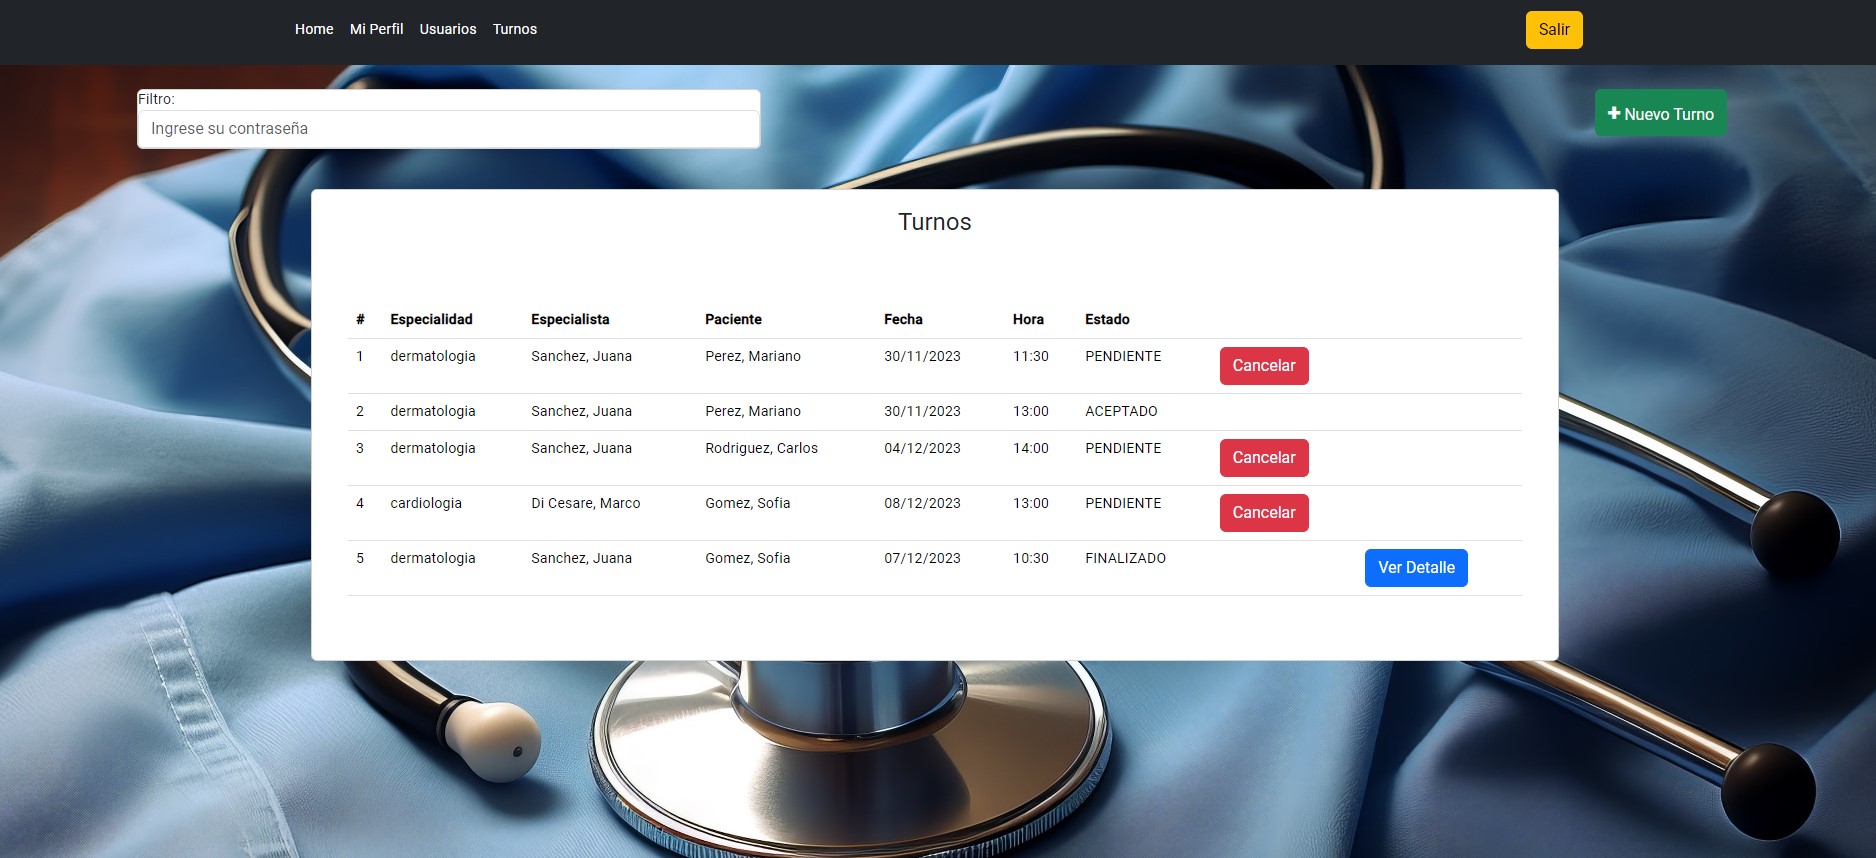 Home Mi Perfil Usuarios Turnos Salir
Filtro:
Ingrese su contraseña
+ Nuevo Turno
Turnos
# Especialidad Especialista Paciente Fecha Hora Estado
1 dermatologia Sanchez, Juana Perez, Mariano 30/11/2023 11:30 PENDIENTE Cancelar
2 dermatologia Sanchez, Juana Perez, Mariano 30/11/2023 13:00 ACEPTADO
3 dermatologia Sanchez, Juana Rodriguez, Carlos 04/12/2023 14:00 PENDIENTE Cancelar
4 cardiologia Di Cesare, Marco Gomez, Sofia 08/12/2023 13:00 PENDIENTE Cancelar
5 dermatologia Sanchez, Juana Gomez, Sofia 07/12/2023 10:30 FINALIZADO Ver Detalle